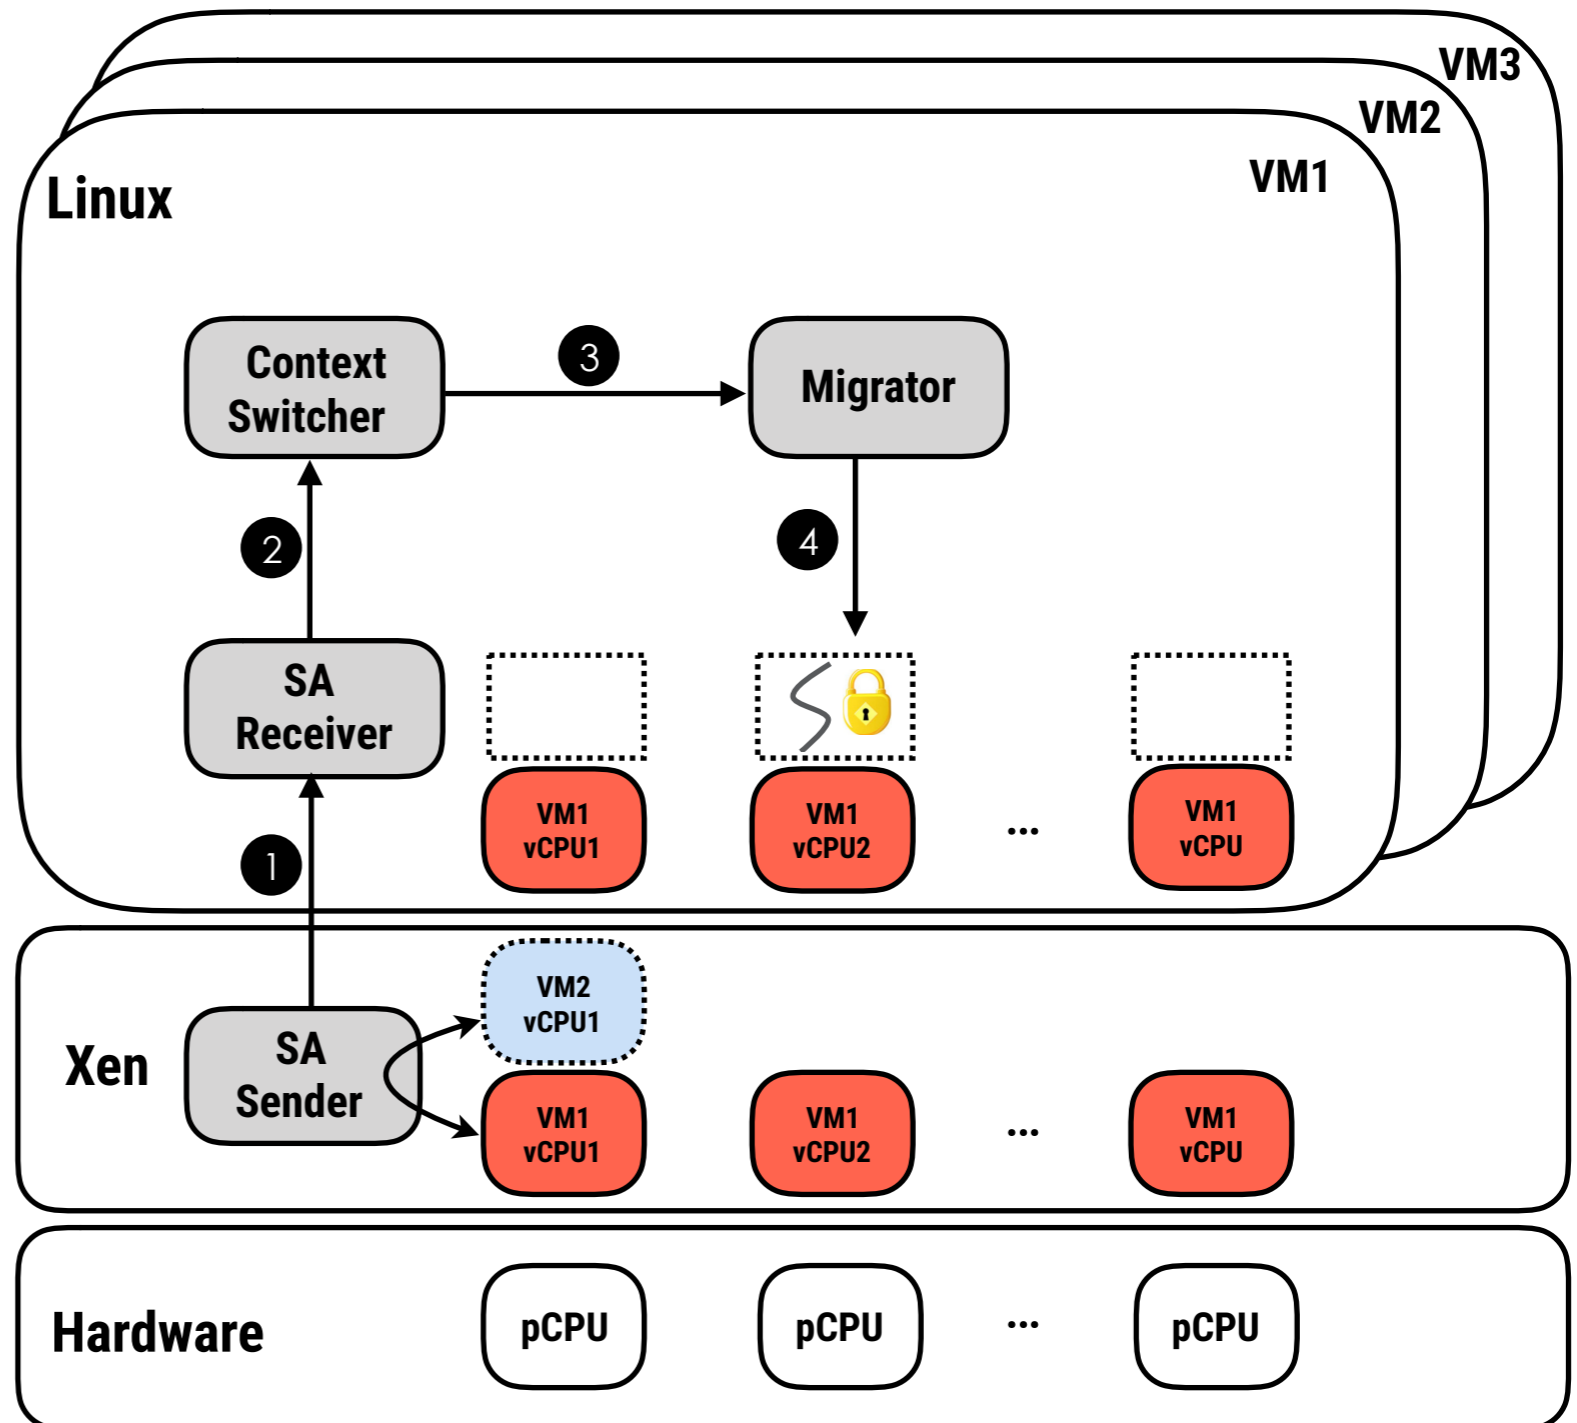 VM3
VM2
VM1
Linux
Context
Switcher
3
Migrator
2
4
SA
Receiver
VM1
vCPU1
VM1
vCPU2
...
VM1
vCPU
1
VM2
vCPU1
Xen
SA
Sender
VM1
vCPU1
VM1
vCPU2
...
VM1
vCPU
Hardware
pCPU
pCPU
...
pCPU